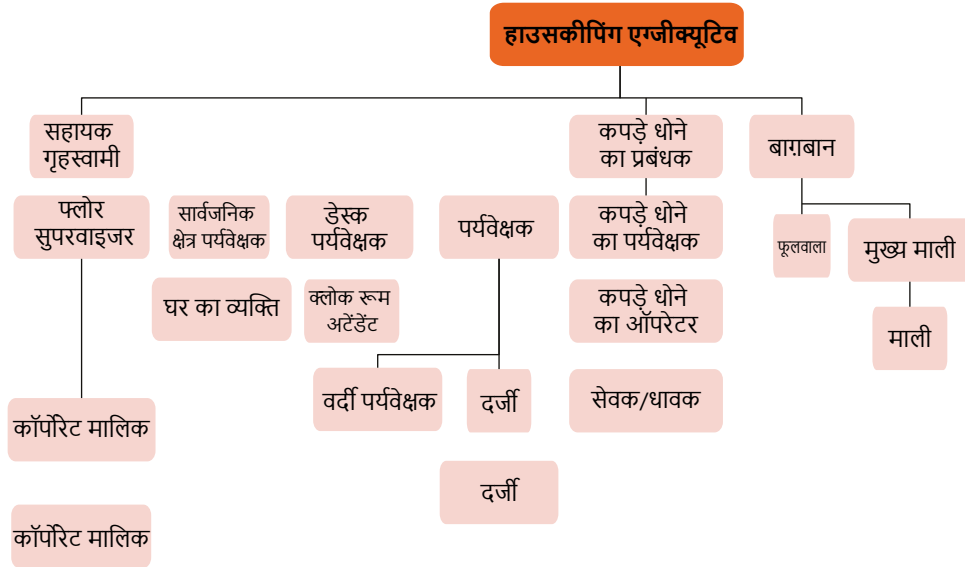 हाउसकीपिंग एग्जीक्यूटिव
सहायक
गृहस्वामी
कपड़े धोने
का प्रबंधक
बाग़बान
फ्लोर
सुपरवाइजर
सार्वजनिक
क्षेत्र पर्यवेक्षक
डेस्क
पर्यवेक्षक
पर्यवेक्षक
कपड़े धोने
का पर्यवेक्षक
फूलवाला
मुख्य माली
घर का व्यक्ति
क्लोक रूम
अटेंडेंट
कपड़े धोने
का ऑपरेटर
माली
वर्दी पर्यवेक्षक
दर्जी
सेवक/धावक
कॉर्पोरेट मालिक
दर्जी
कॉर्पोरेट मालिक